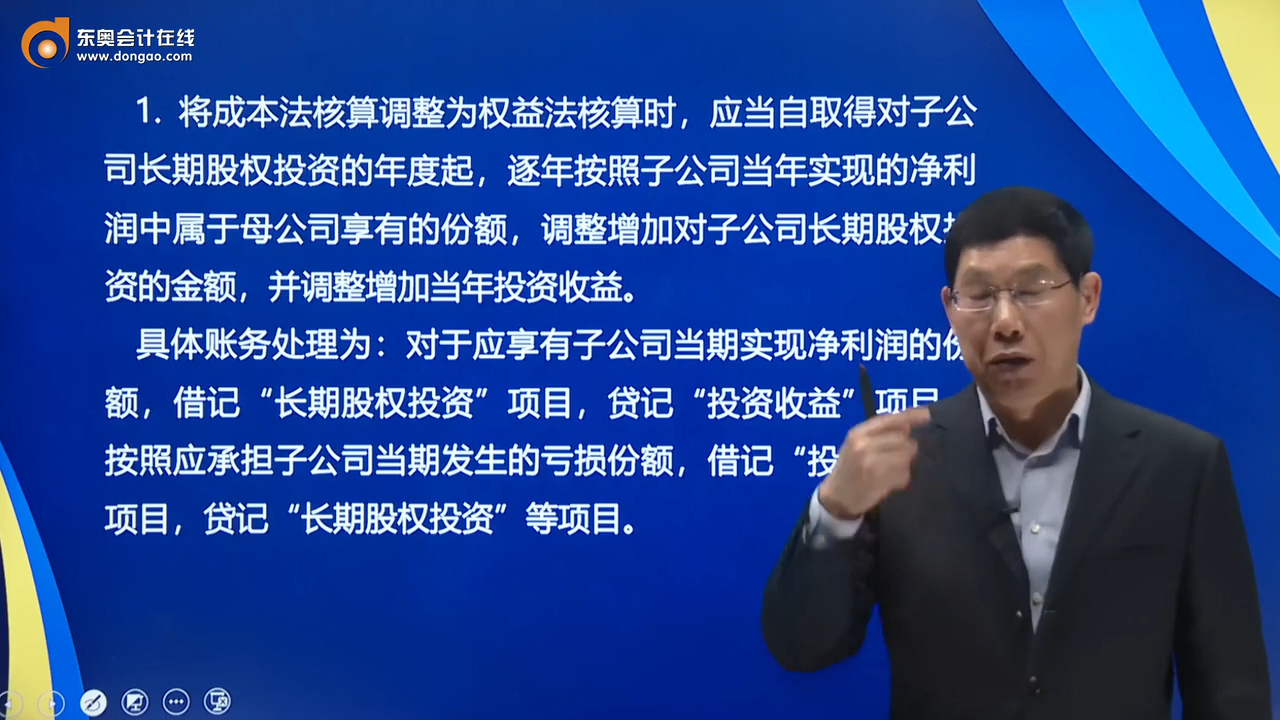 东奥会计在线
www.dongao.com
1. 将成本法核算调整为权益法核算时，应当自取得对子公
司长期股权投资的年度起，逐年按照子公司当年实现的净利
润中属于母公司享有的份额，调整增加对子公司长期股权
资的金额，并调整增加当年投资收益。
具体账务处理为：对于应享有子公司当期实现净利润的份
额，借记“长期股权投资”项目，贷记“投资收益”项目
按照应承担子公司当期发生的亏损份额，借记“投
项目，贷记“长期股权投资”等项目。